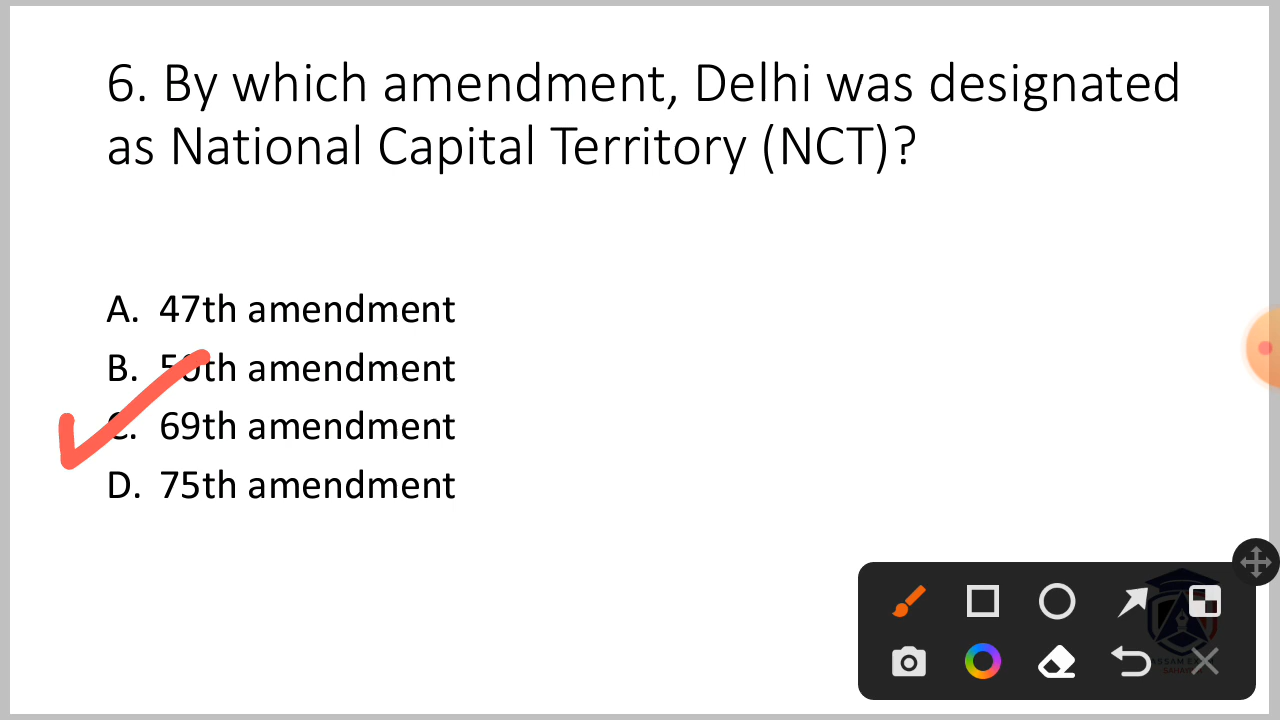 6. By which amendment, Delhi was designated
as National Capital Territory (NCT)?
A. 47th amendment
B. 50th amendment
C. 69th amendment
D. 75th amendment